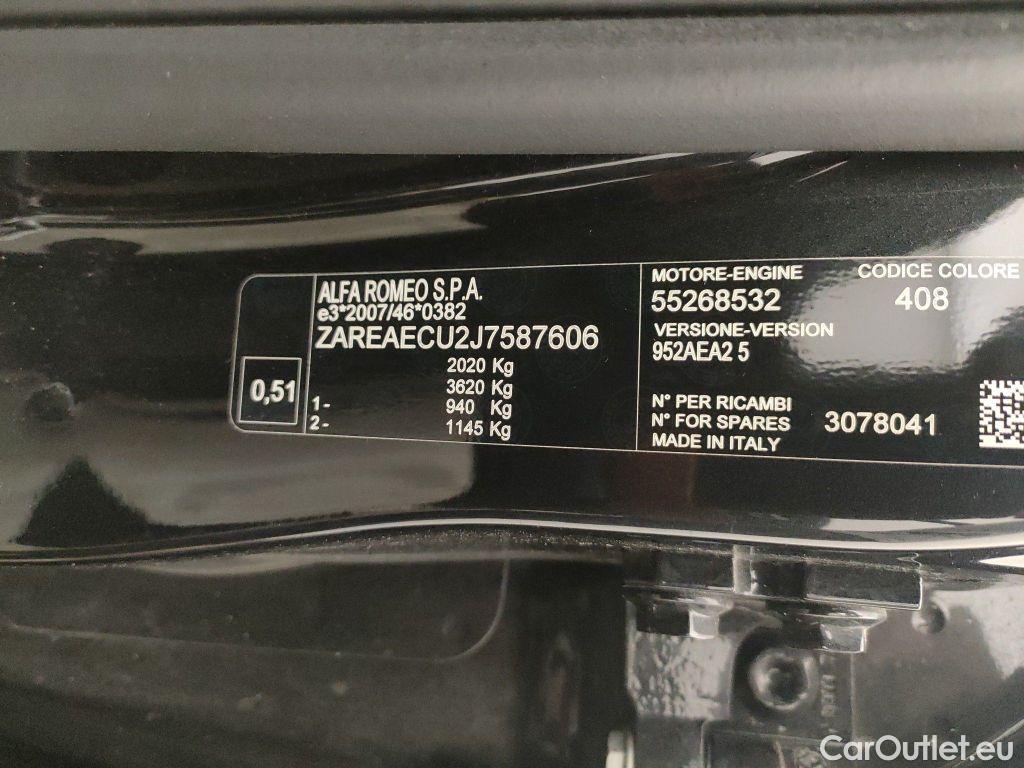 ALFA ROMEO S.P.A.
e3*2007/46*0382
ZAREAECU2J7587606
2020 Kg
3620 Kg
1- 940 Kg
2- 1145 Kg
0,51
MOTORE-ENGINE
55268532
VERSIONE-VERSION
952AEA2 5
CODICE COLORE
408
N° PER RICAMBI
N° FOR SPARES 3078041
MADE IN ITALY
CarOutlet.eu